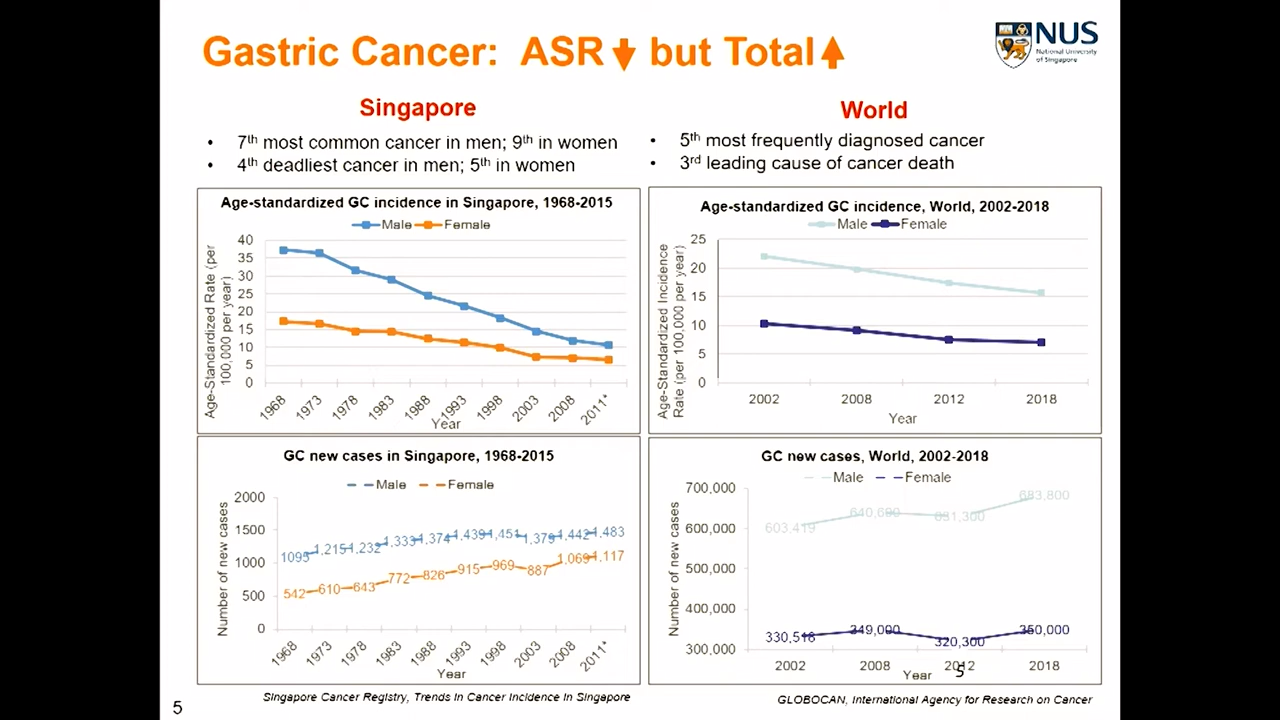 Gastric Cancer: ASR but Total
NUS
National University
of Singapore
Singapore
• 7th most common cancer in men; 9th in women
• 4th deadliest cancer in men; 5th in women
World
• 5th most frequently diagnosed cancer
• 3rd leading cause of cancer death
Age-standardized GC incidence in Singapore, 1968-2015
Male Female
Age-Standardized Rate (per
100,000 per year)
40
35
30
25
20
15
10
5
0
1968 1973 1978 1983 1988 1993 1998 2003 2008 2011*
Year
Age-standardized GC incidence, World, 2002-2018
Male Female
Age-Standardized Incidence
Rate (per 100,000 per year)
25
20
15
10
5
0
2002 2008 2012 2018
Year
GC new cases in Singapore, 1968-2015
Male Female
Number of new cases
2000
1500
1000
500
0
1095 1,215 1,232 1,333 1,374 1,439 1,451 1,379 1,442 1,483
542 610 643 772 826 915 969 887 1,069 1,117
1968 1973 1978 1983 1988 1993 1998 2003 2008 2011*
Year
Singapore Cancer Registry, Trends in Cancer Incidence in Singapore
GC new cases, World, 2002-2018
Male Female
Number of new cases
700,000
600,000
500,000
400,000
300,000
603,419 631,300 683,800
330,518 349,000 320,300 350,000
2002 2008 2012 2018
Year 5
GLOBOCAN, International Agency for Research on Cancer
5